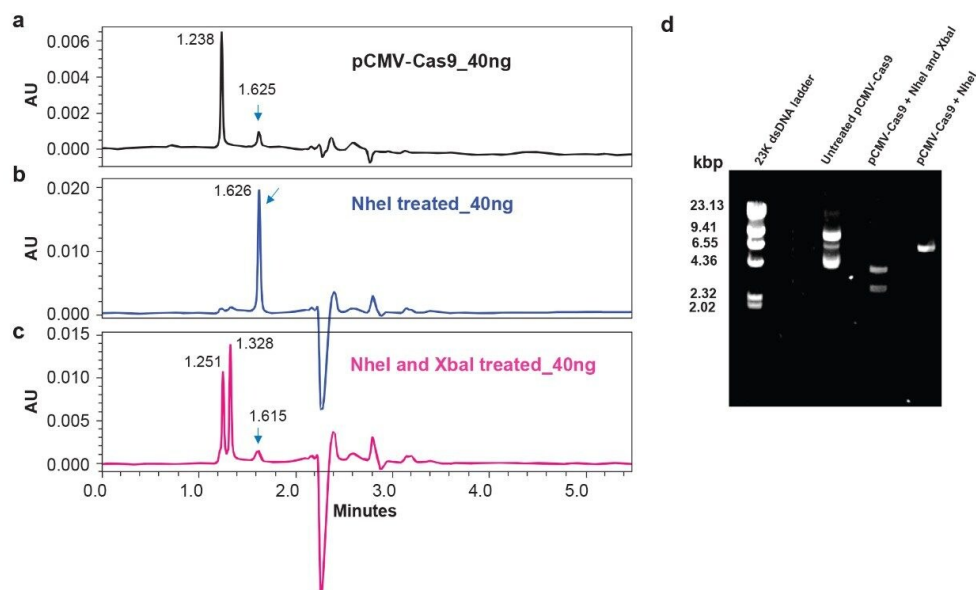 a
0.006
0.004
0.002
0.000
AU
1.238
1.625
pCMV-Cas9_40ng
b
0.020
0.010
0.000
AU
1.626
NheI treated_40ng
c
0.015
0.010
0.005
0.000
AU
1.251
1.328
1.615
NheI and XbaI treated_40ng
0.0 1.0 2.0 3.0 4.0 5.0
Minutes
d
23K dsDNA ladder
Untreated pCMV-Cas9
pCMV-Cas9 + NheI and XbaI
pCMV-Cas9 + NheI
kbp
23.13
9.41
6.55
4.36
2.32
2.02